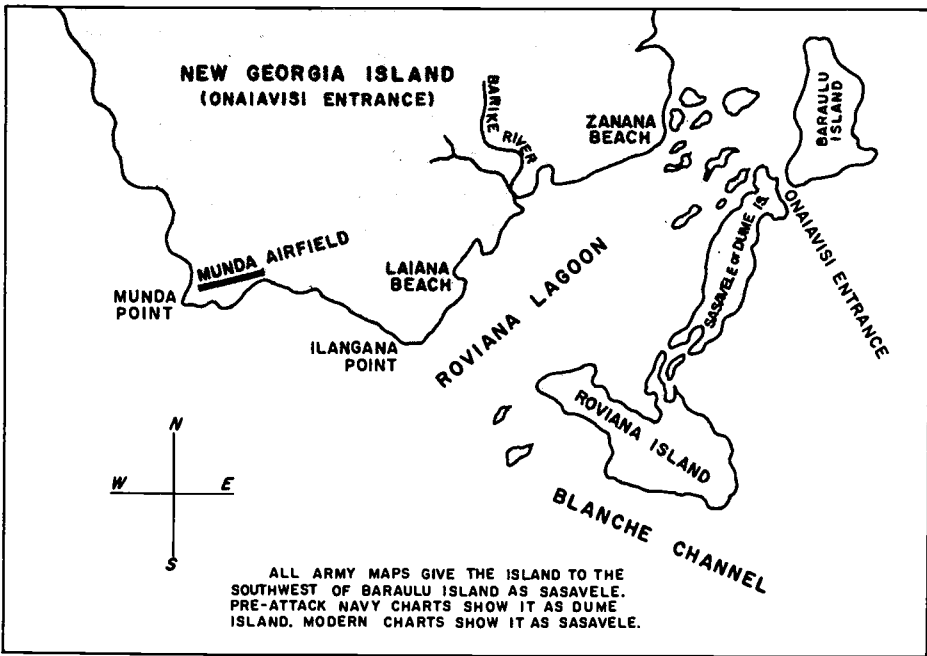 NEW GEORGIA ISLAND
(ONAIAVISI ENTRANCE)
BARIKE
RIVER
ZANANA
BEACH
BARAULU
ISLAND
MUNDA AIRFIELD
MUNDA
POINT
LAIANA
BEACH
ILANGANA
POINT
ROVIANA LAGOON
SASAVELE OR DUME IS.
ONAIAVISI ENTRANCE
ROVIANA ISLAND
BLANCHE CHANNEL
N
W
E
S
ALL ARMY MAPS GIVE THE ISLAND TO THE
SOUTHWEST OF BARAULU ISLAND AS SASAVELE.
PRE-ATTACK NAVY CHARTS SHOW IT AS DUME
ISLAND. MODERN CHARTS SHOW IT AS SASAVELE.